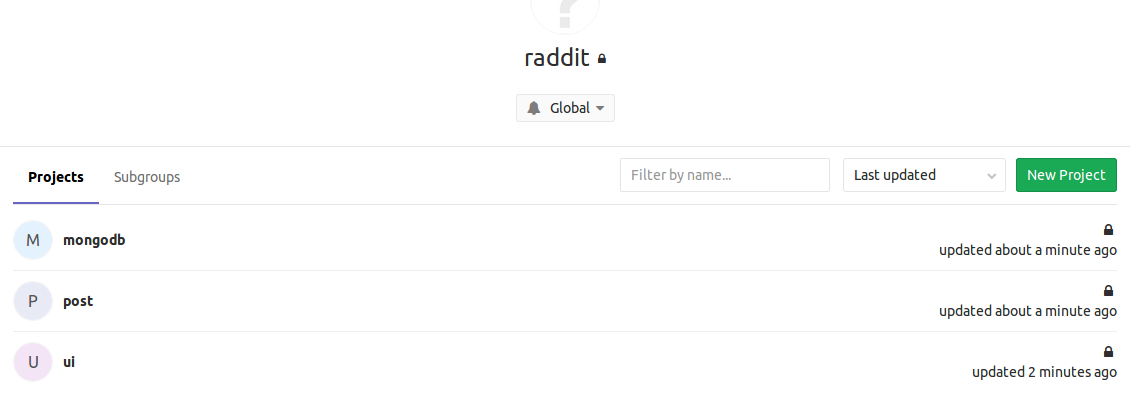 ?
raddit
Global
Projects Subgroups Filter by name... Last updated New Project
M mongodb
updated about a minute ago
P post
updated about a minute ago
U ui
updated 2 minutes ago